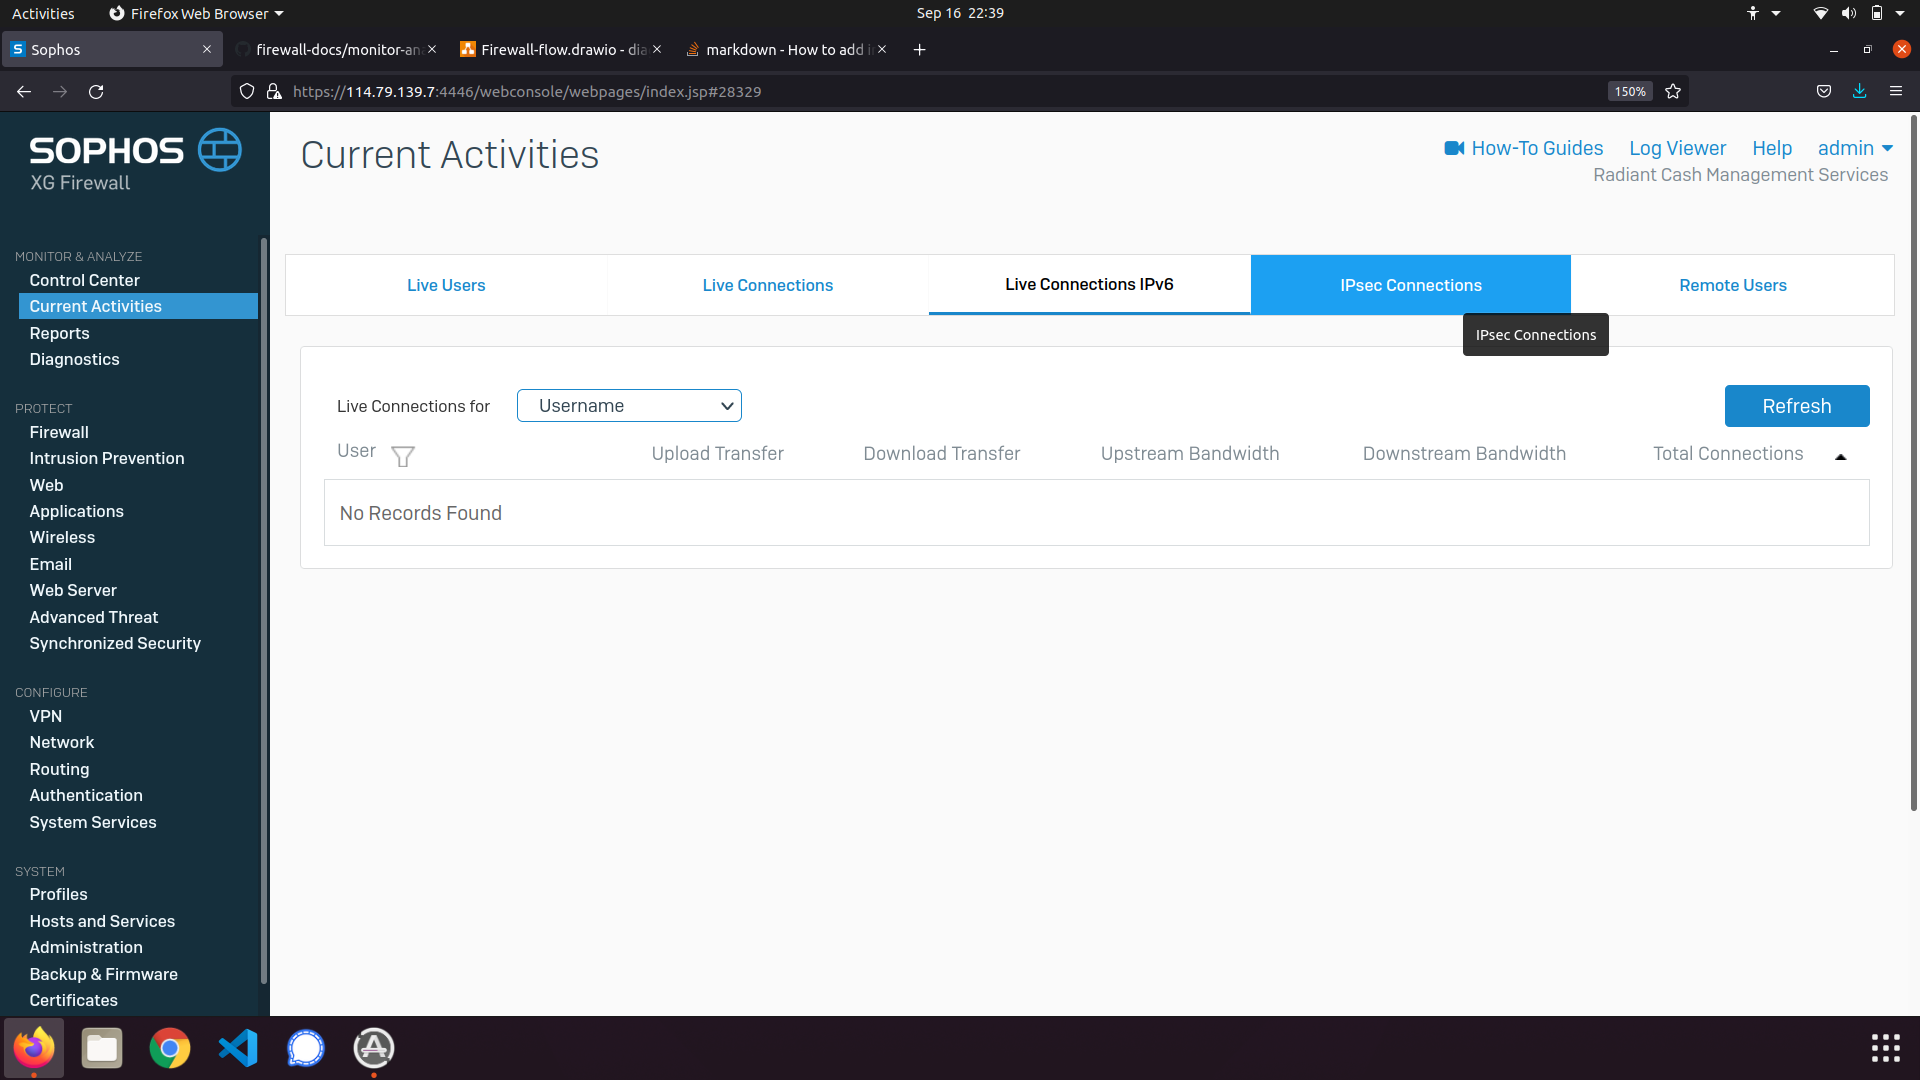 Activities
Firefox Web Browser
Sep 16 22:39
Sophos
firewall-docs/monitor-an
Firewall-flow.drawio - dia
markdown - How to add i
https://114.79.139.7:4446/webconsole/webpages/index.jsp#28329
150%
SOPHOS
XG Firewall
Current Activities
How-To Guides
Log Viewer
Help
admin
Radiant Cash Management Services
MONITOR & ANALYZE
Control Center
Current Activities
Reports
Diagnostics
PROTECT
Firewall
Intrusion Prevention
Web
Applications
Wireless
Email
Web Server
Advanced Threat
Synchronized Security
CONFIGURE
VPN
Network
Routing
Authentication
System Services
SYSTEM
Profiles
Hosts and Services
Administration
Backup & Firmware
Certificates
Live Users
Live Connections
Live Connections IPv6
IPsec Connections
Remote Users
IPsec Connections
Live Connections for
Username
Refresh
User
Upload Transfer
Download Transfer
Upstream Bandwidth
Downstream Bandwidth
Total Connections
No Records Found